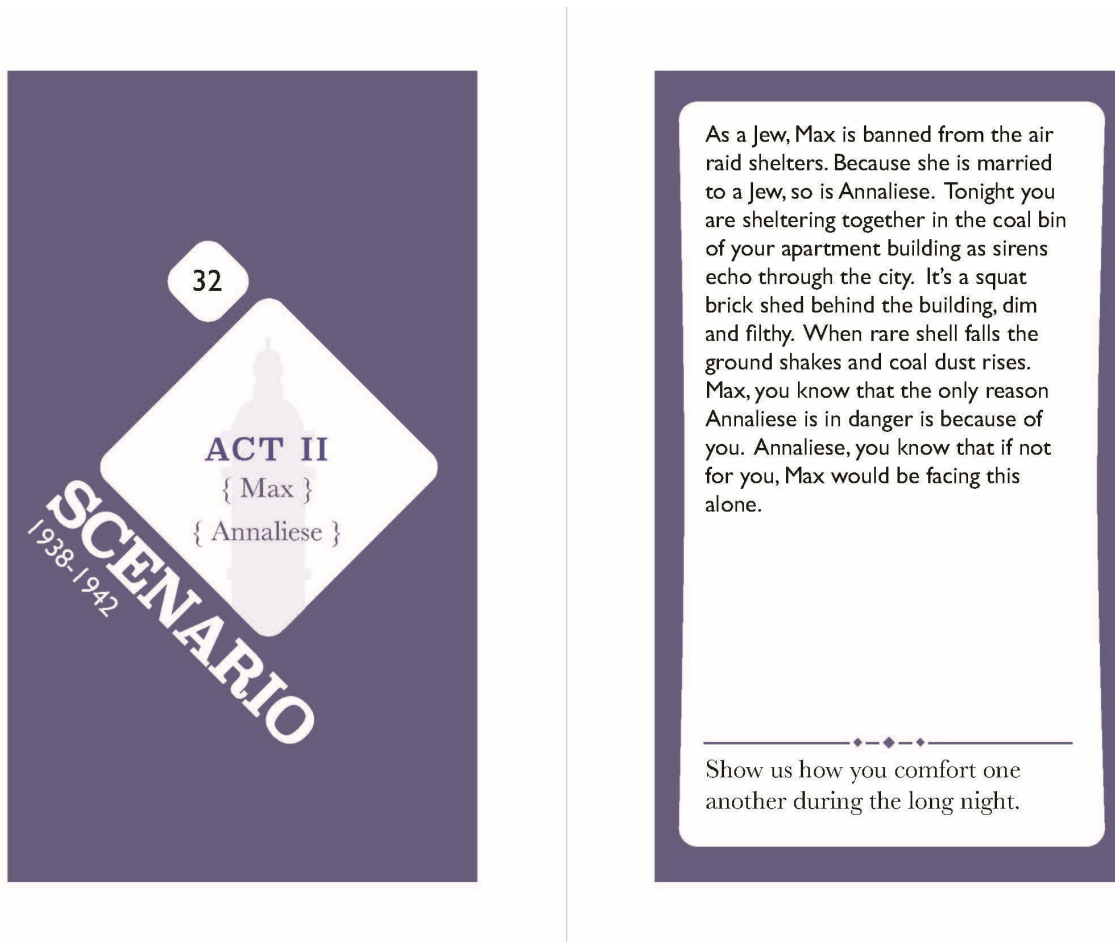 32
ACT II
{ Max }
{ Annaliese }
SCENARIO
1938-1942
As a Jew, Max is banned from the air
raid shelters. Because she is married
to a Jew, so is Annaliese. Tonight you
are sheltering together in the coal bin
of your apartment building as sirens
echo through the city. It's a squat
brick shed behind the building, dim
and filthy. When rare shell falls the
ground shakes and coal dust rises.
Max, you know that the only reason
Annaliese is in danger is because of
you. Annaliese, you know that if not
for you, Max would be facing this
alone.
Show us how you comfort one
another during the long night.